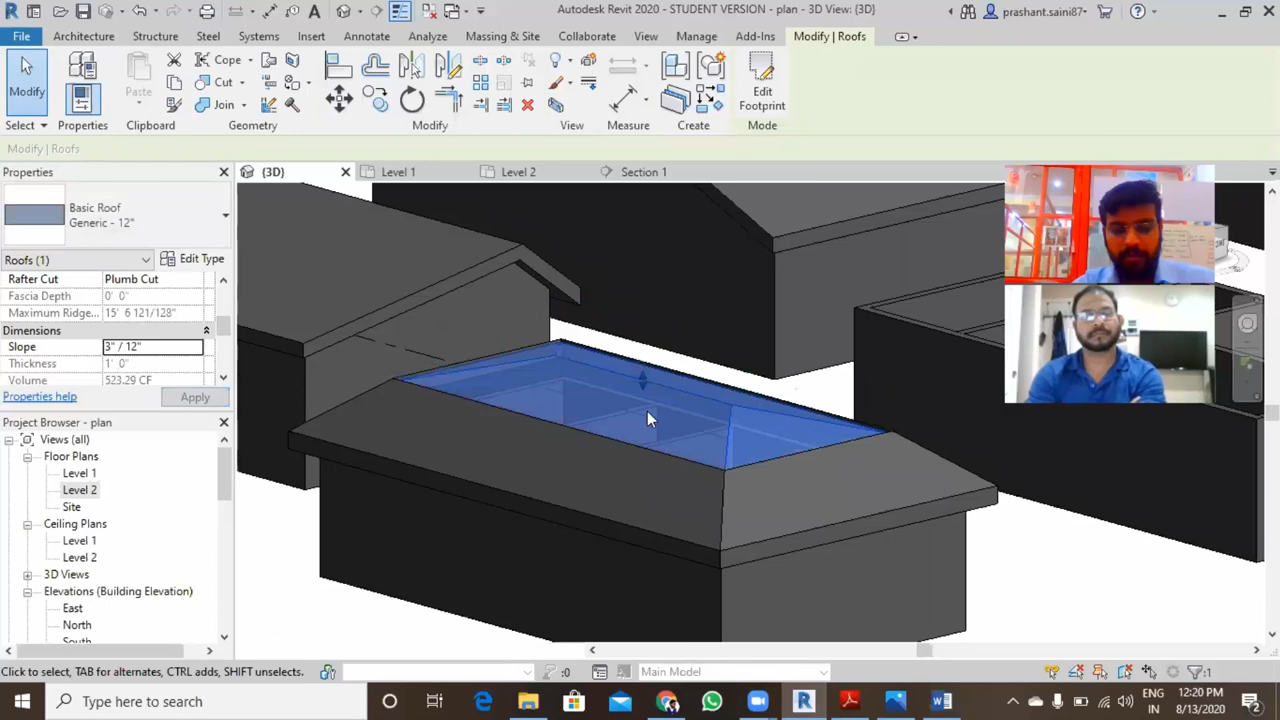 Autodesk Revit 2020 - STUDENT VERSION - plan - 3D View: {3D}
prashant.saini87
File
Architecture
Structure
Steel
Systems
Insert
Annotate
Analyze
Massing & Site
Collaborate
View
Manage
Add-Ins
Modify | Roofs
Modify
Select
Properties
Paste
Clipboard
Cope
Cut
Join
Geometry
Modify
View
Measure
Create
Edit
Footprint
Mode
Modify | Roofs
Properties
{3D}
Level 1
Level 2
Section 1
Basic Roof
Generic - 12"
Roofs (1)
Edit Type
Rafter Cut
Plumb Cut
Fascia Depth
0' 0"
Maximum Ridge...
15' 6 121/128"
Dimensions
Slope
3" / 12"
Thickness
1' 0"
Volume
523.29 CF
Properties help
Apply
Project Browser - plan
Views (all)
Floor Plans
Level 1
Level 2
Site
Ceiling Plans
Level 1
Level 2
3D Views
Elevations (Building Elevation)
East
North
South
Click to select, TAB for alternates, CTRL adds, SHIFT unselects.
:0
Main Model
:1
Type here to search
ENG
IN
12:20 PM
8/13/2020
2